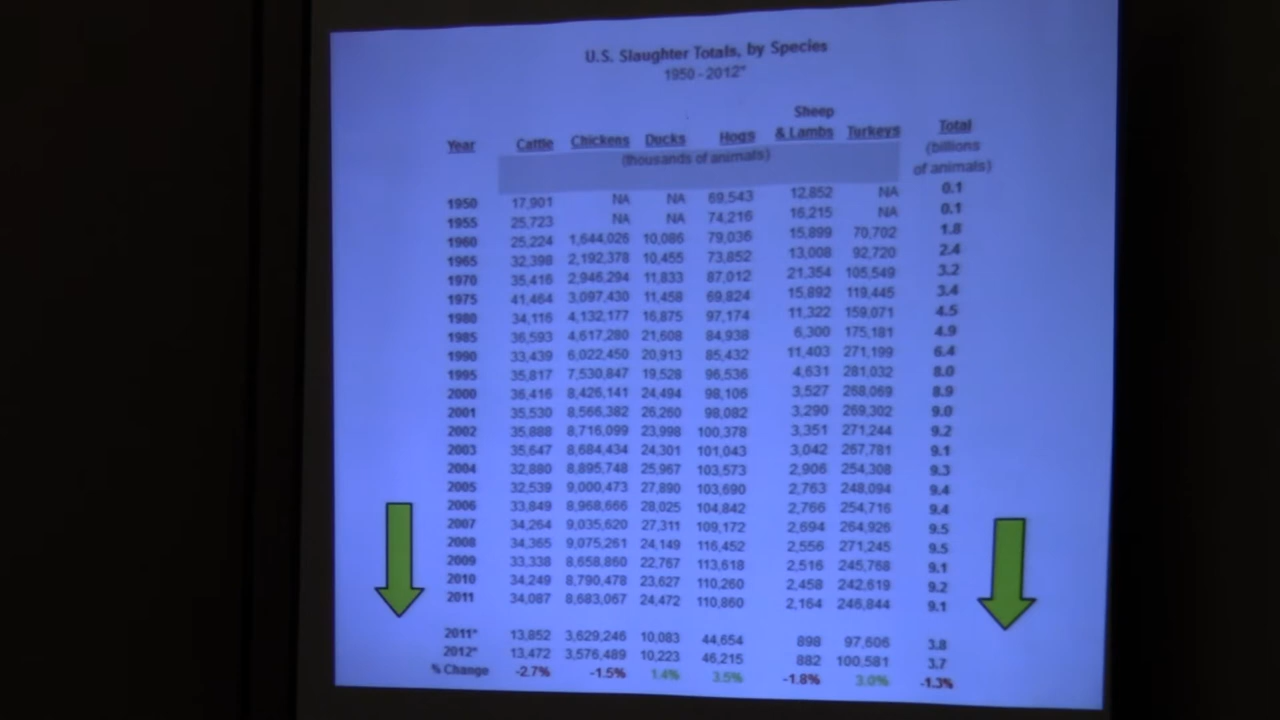 U.S. Slaughter Totals, by Species
1950 - 2012*
Year Cattle Chickens Ducks Hogs Sheep & Lambs Turkeys Total
(thousands of animals) (billions of animals)
1950 17,901 NA NA 69,543 12,852 NA 0.1
1955 25,723 NA NA 74,216 16,215 NA 0.1
1960 25,224 1,644,026 10,086 79,036 15,899 70,702 1.8
1965 32,398 2,192,378 10,455 73,852 13,008 92,720 2.4
1970 35,416 2,946,294 11,833 87,012 21,354 105,549 3.2
1975 41,464 3,097,430 11,458 69,824 15,892 119,445 3.4
1980 34,116 4,132,177 16,875 97,174 11,322 159,071 4.5
1985 36,593 4,617,280 21,608 84,938 6,300 175,181 4.9
1990 33,439 6,022,450 20,913 85,432 11,403 271,199 6.4
1995 35,817 7,530,847 19,528 96,536 4,631 281,032 8.0
2000 36,416 8,426,141 24,494 98,106 3,527 268,069 8.9
2001 35,530 8,566,382 26,260 98,082 3,290 269,302 9.0
2002 35,888 8,716,099 23,998 100,378 3,351 271,244 9.2
2003 35,647 8,684,434 24,301 101,043 3,042 267,781 9.1
2004 32,880 8,895,748 25,967 103,573 2,906 254,308 9.3
2005 32,539 9,000,473 27,890 103,690 2,763 248,094 9.4
2006 33,849 8,968,666 28,025 104,842 2,766 254,716 9.4
2007 34,264 9,035,620 27,311 109,172 2,694 264,926 9.5
2008 34,365 9,075,261 24,149 116,452 2,556 271,245 9.5
2009 33,338 8,658,860 22,767 113,618 2,516 245,768 9.1
2010 34,249 8,790,478 23,627 110,260 2,458 242,619 9.2
2011 34,087 8,683,067 24,472 110,860 2,164 246,844 9.1
2011* 13,852 3,629,246 10,083 44,654 898 97,606 3.8
2012* 13,472 3,576,489 10,223 46,215 882 100,581 3.7
% Change -2.7% -1.5% 1.4% 3.5% -1.8% 3.0% -1.3%